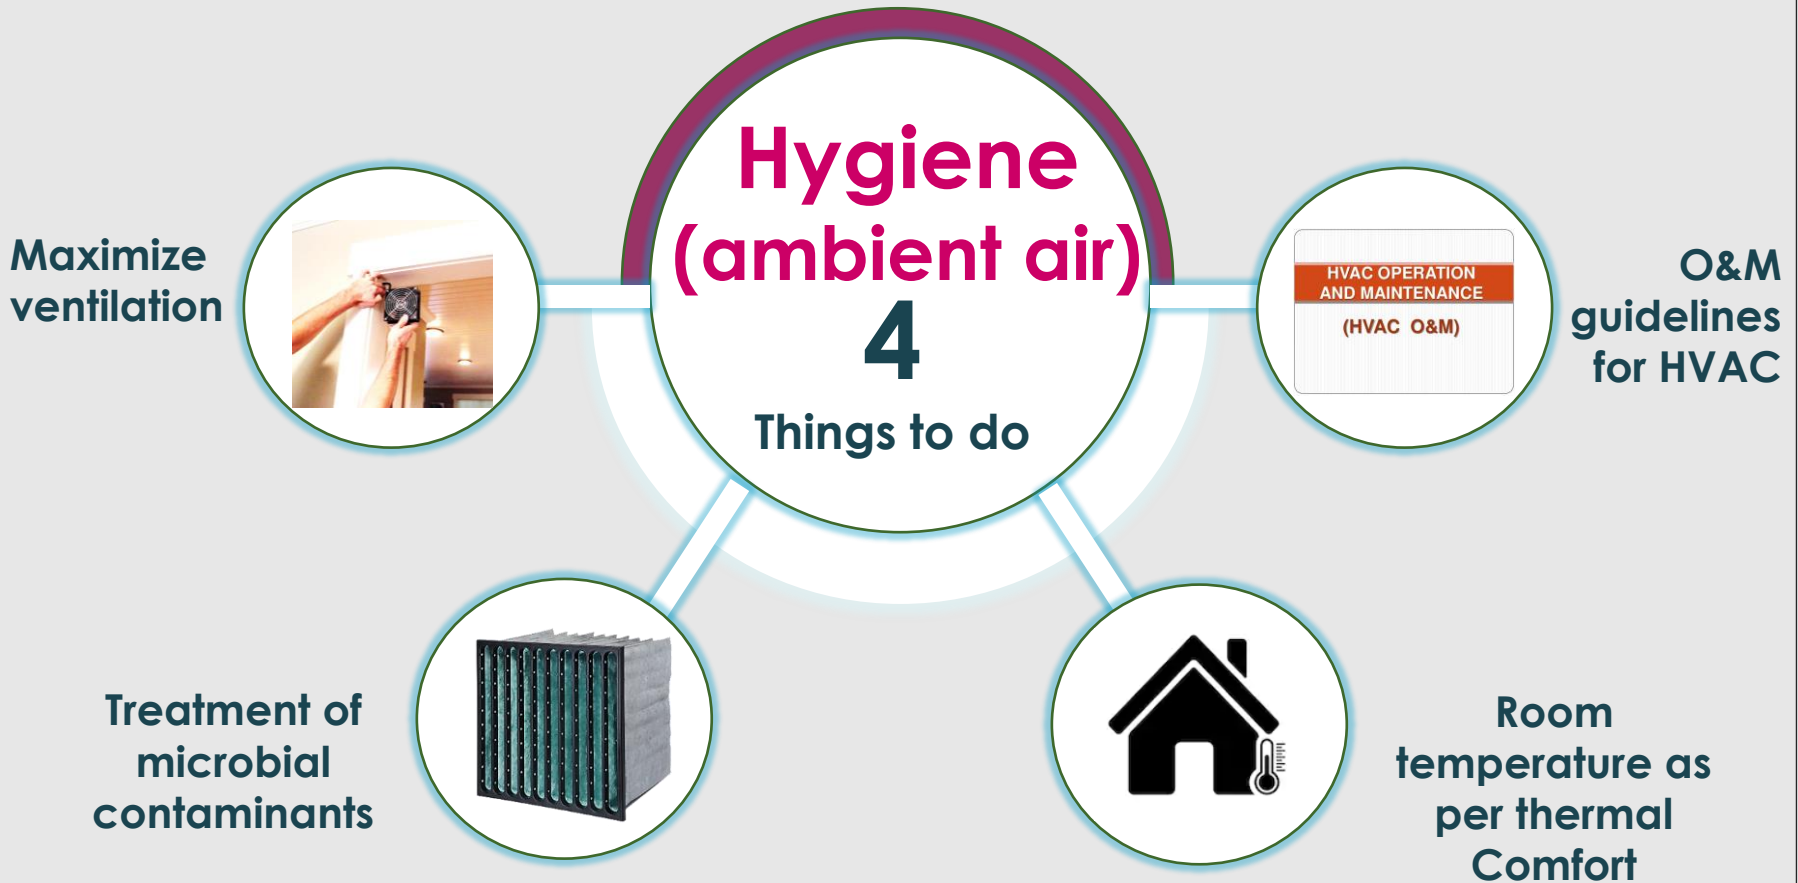 Hygiene
(ambient air)
4
Things to do
Maximize
ventilation
HVAC OPERATION
AND MAINTENANCE
(HVAC O&M)
O&M
guidelines
for HVAC
Treatment of
microbial
contaminants
Room
temperature as
per thermal
Comfort